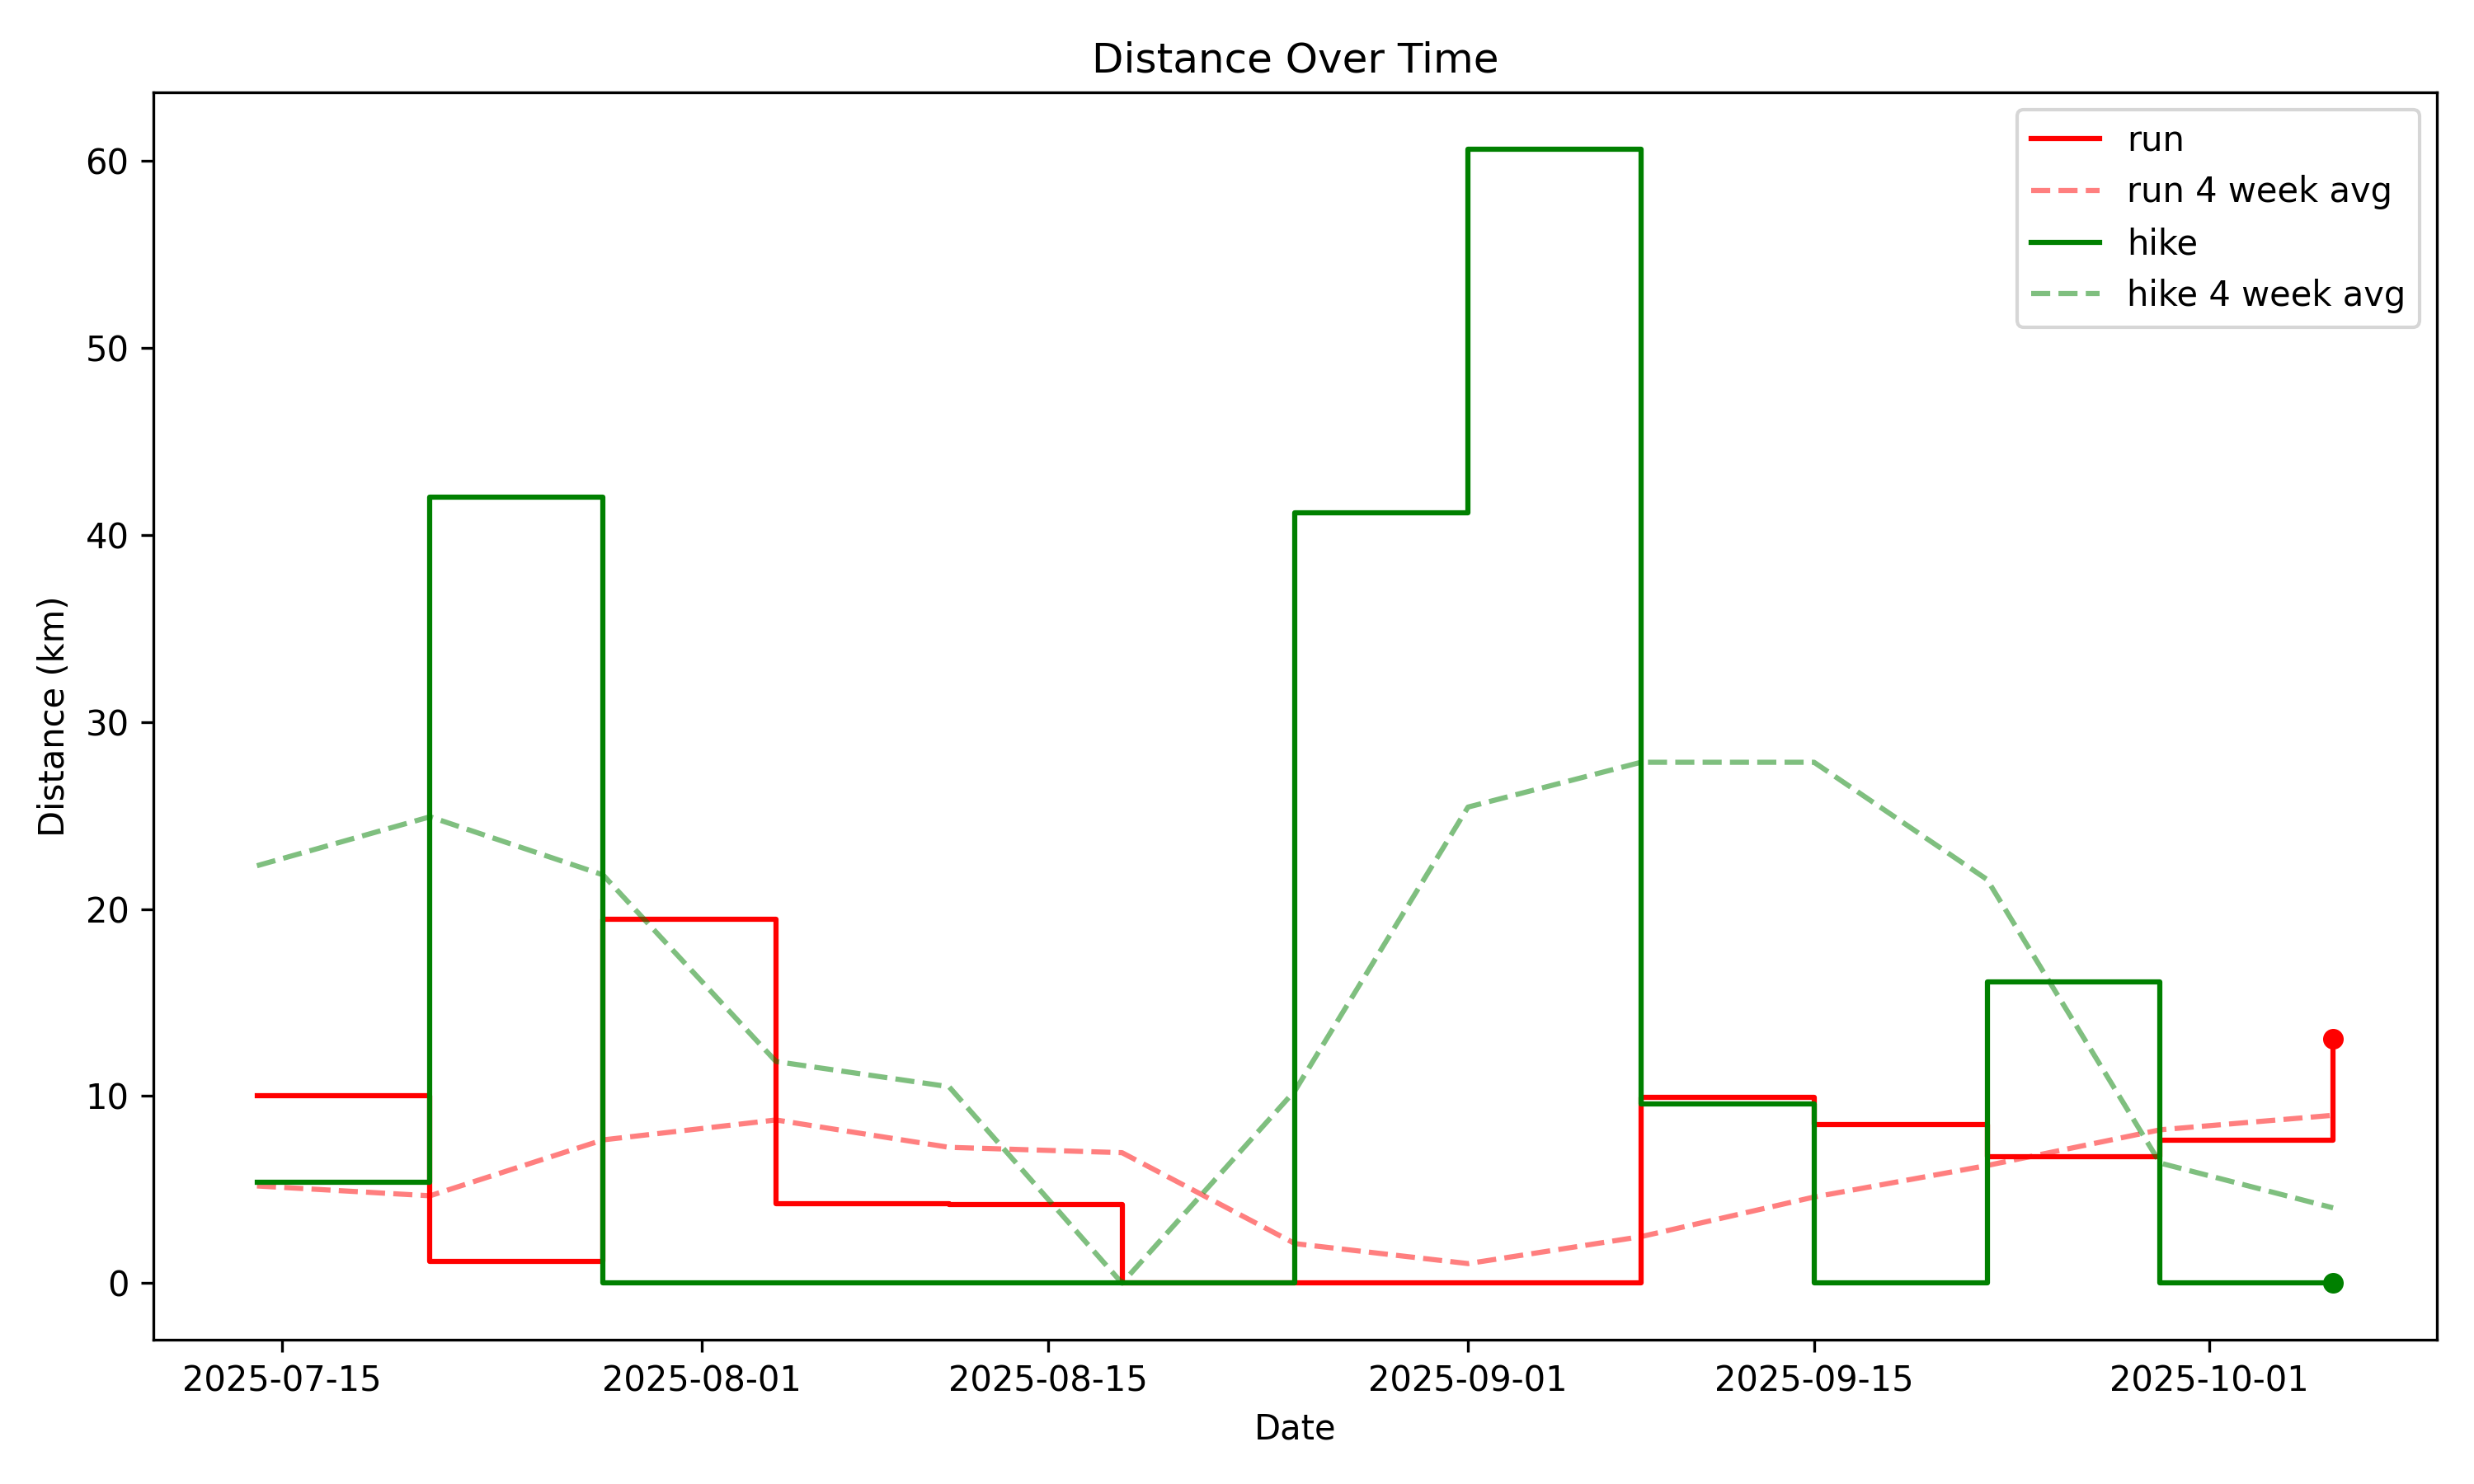 Distance Over Time
run
run 4 week avg
hike
hike 4 week avg
Distance (km)
60
50
40
30
20
10
0
2025-07-15 2025-08-01 2025-08-15 2025-09-01 2025-09-15 2025-10-01
Date